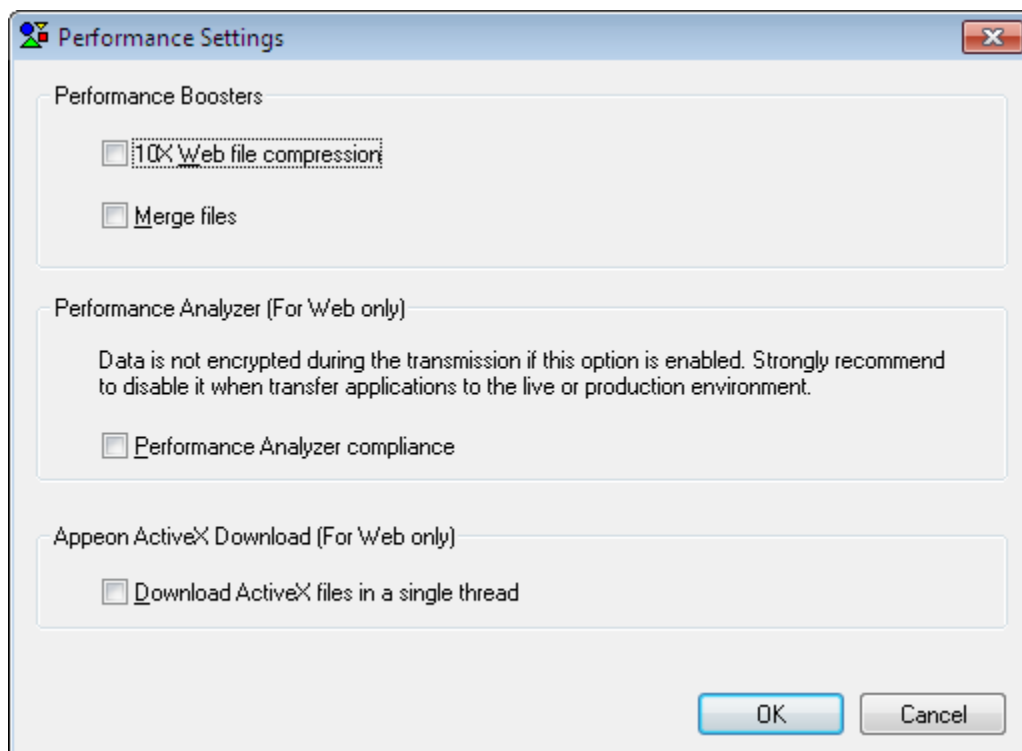 Performance Settings
Performance Boosters
10X Web file compression
Merge files
Performance Analyzer (For Web only)
Data is not encrypted during the transmission if this option is enabled. Strongly recommend
to disable it when transfer applications to the live or production environment.
Performance Analyzer compliance
Appeon ActiveX Download (For Web only)
Download ActiveX files in a single thread
OK
Cancel